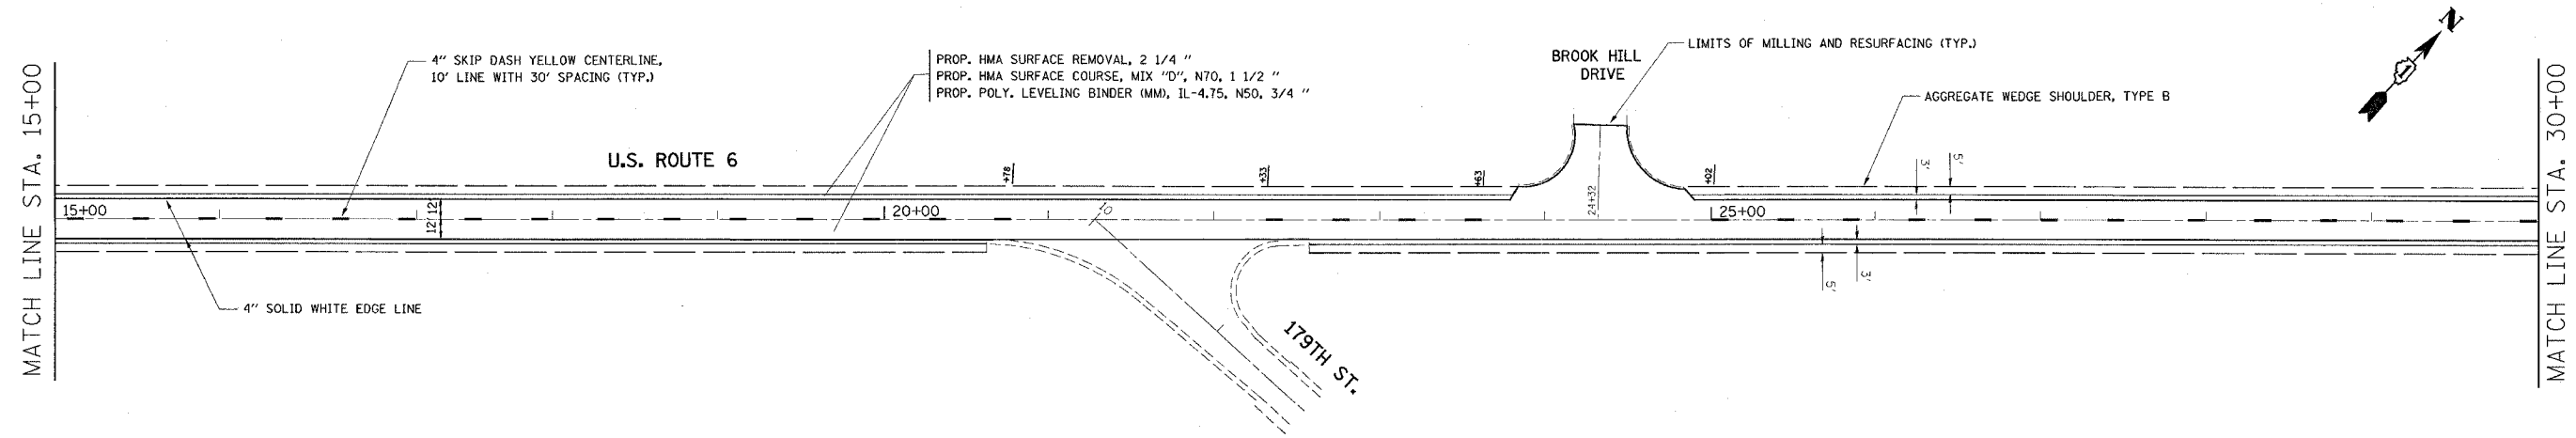 N
1
MATCH LINE STA. 15+00
4" SKIP DASH YELLOW CENTERLINE,
10' LINE WITH 30' SPACING (TYP.)
PROP. HMA SURFACE REMOVAL, 2 1/4 "
PROP. HMA SURFACE COURSE, MIX "D", N70, 1 1/2 "
PROP. POLY. LEVELING BINDER (MM), IL-4.75, N50, 3/4 "
BROOK HILL
DRIVE
LIMITS OF MILLING AND RESURFACING (TYP.)
AGGREGATE WEDGE SHOULDER, TYPE B
U.S. ROUTE 6
+78
+33
+63
+02
3'
5'
15+00
12'
12'
20+00
10
24+32
25+00
5'
3'
4" SOLID WHITE EDGE LINE
179TH ST.
MATCH LINE STA. 30+00